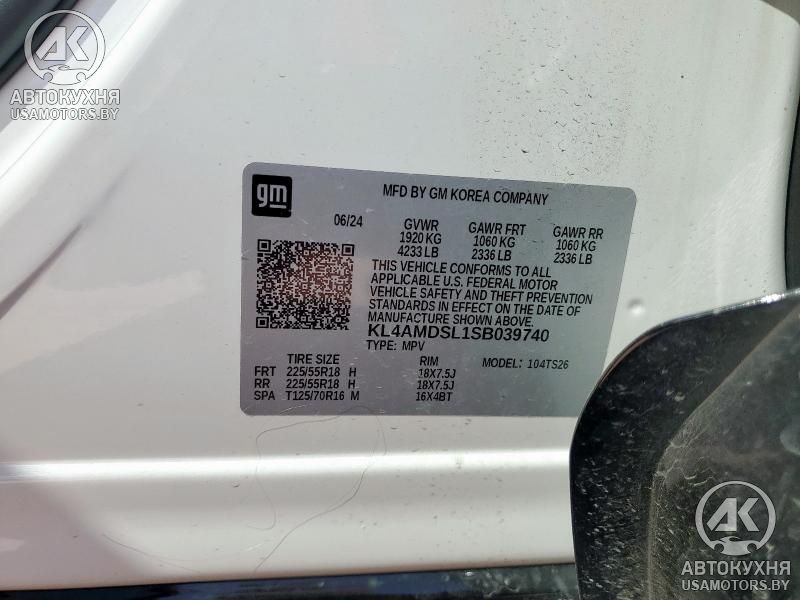 AK
АВТОКУХНЯ
USAMOTORS.BY
gm
MFD BY GM KOREA COMPANY
06/24 GVWR GAWR FRT GAWR RR
1920 KG 1060 KG 1060 KG
4233 LB 2336 LB 2336 LB
THIS VEHICLE CONFORMS TO ALL
APPLICABLE U.S. FEDERAL MOTOR
VEHICLE SAFETY AND THEFT PREVENTION
STANDARDS IN EFFECT ON THE DATE OF
MANUFACTURE SHOWN ABOVE.
KL4AMDSL1SB039740
TYPE: MPV
TIRE SIZE RIM MODEL: 104TS26
FRT 225/55R18 H 18X7.5J
RR 225/55R18 H 18X7.5J
SPA T125/70R16 M 16X4BT
AK
АВТОКУХНЯ
USAMOTORS.BY